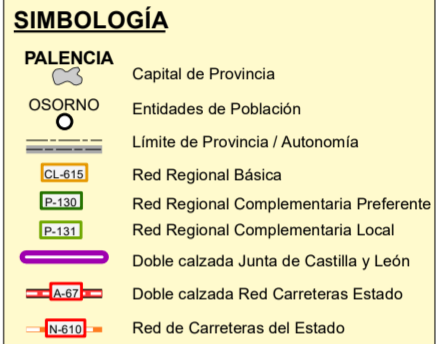 SIMBOLOGÍA
PALENCIA
Capital de Provincia
OSORNO
Entidades de Población
Límite de Provincia / Autonomía
CL-615 Red Regional Básica
P-130 Red Regional Complementaria Preferente
P-131 Red Regional Complementaria Local
Doble calzada Junta de Castilla y León
A-67 Doble calzada Red Carreteras Estado
N-610 Red de Carreteras del Estado